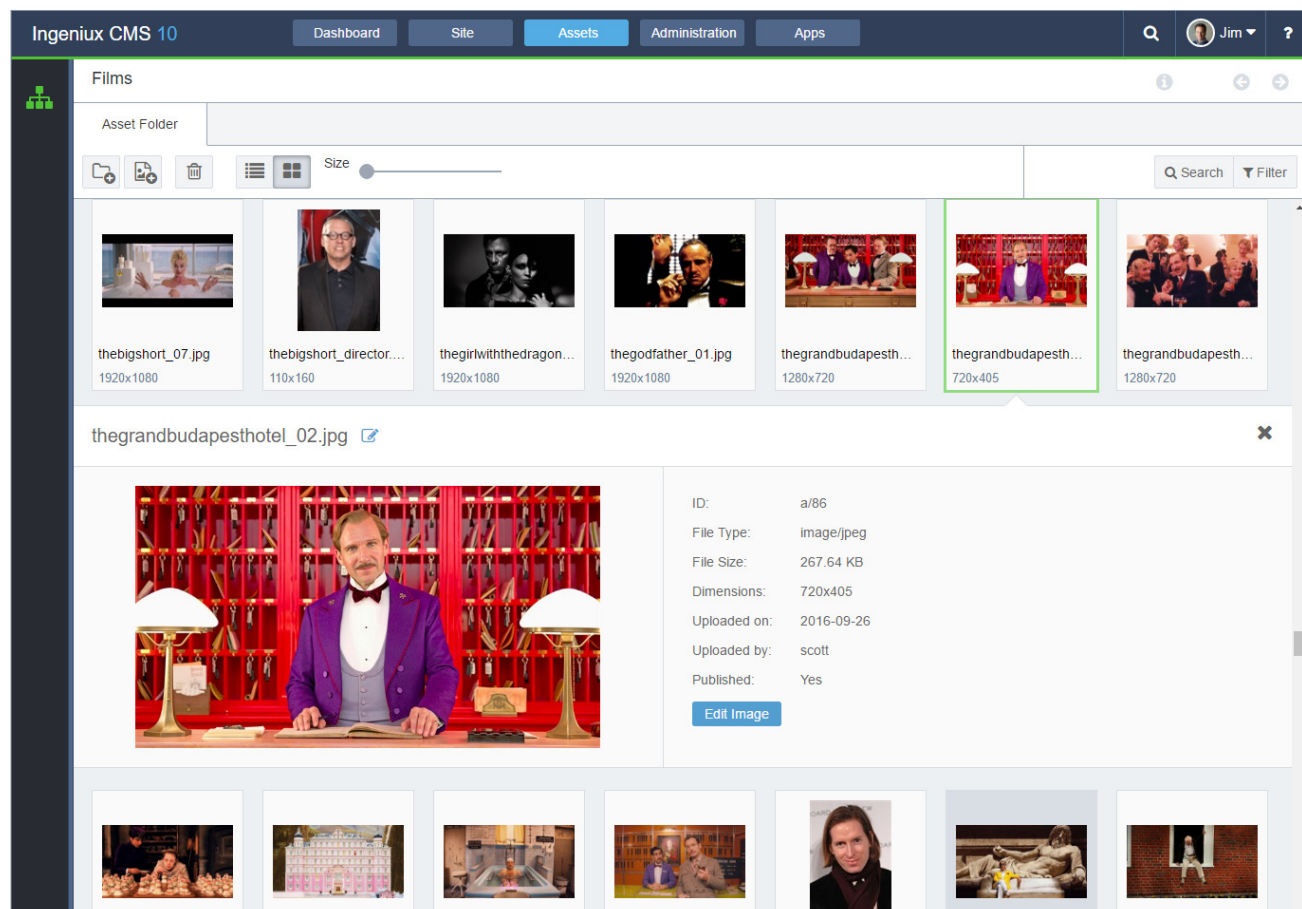 Ingeniux CMS 10 Dashboard Site Assets Administration Apps Jim ?
Films
Asset Folder
Size Search Filter
thebigshort_07.jpg thebigshort_director.... thegirlwiththedragon... thegodfather_01.jpg thegrandbudapesth... thegrandbudapesth... thegrandbudapesth...
1920x1080 110x160 1920x1080 1920x1080 1280x720 720x405 1280x720
thegrandbudapesthotel_02.jpg
ID: a/86
File Type: image/jpeg
File Size: 267.64 KB
Dimensions: 720x405
Uploaded on: 2016-09-26
Uploaded by: scott
Published: Yes
Edit Image